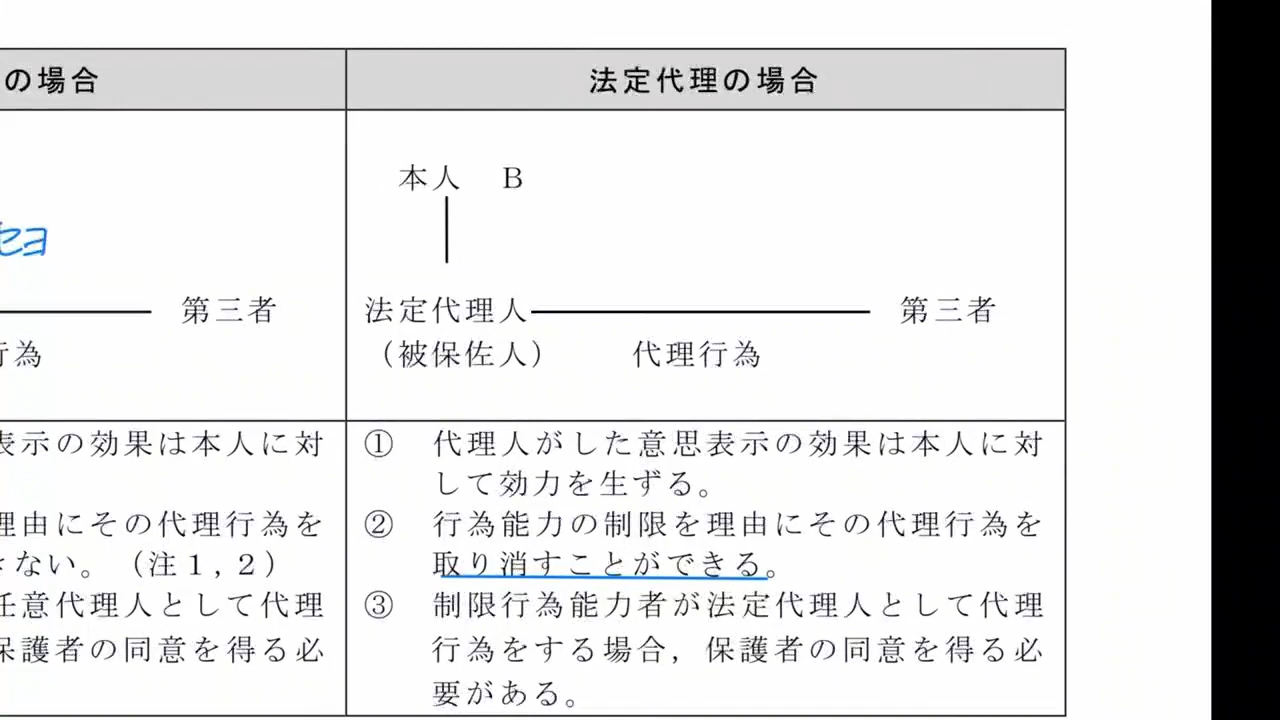 の場合
法定代理の場合
本人 B
セヨ
第三者
法定代理人
第三者
行為
（被保佐人）
代理行為
表示の効果は本人に対
理由にその代理行為を
ない。（注１，２）
任意代理人として代理
保護者の同意を得る必
① 代理人がした意思表示の効果は本人に対
して効力を生ずる。
② 行為能力の制限を理由にその代理行為を
取り消すことができる。
③ 制限行為能力者が法定代理人として代理
行為をする場合，保護者の同意を得る必
要がある。